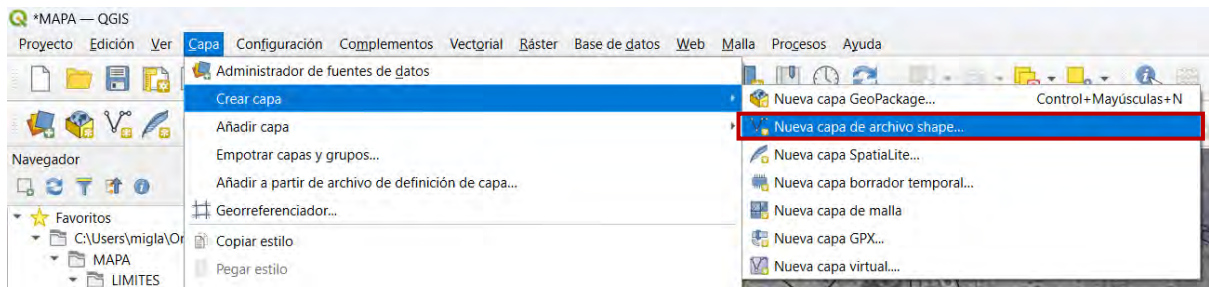 *MAPA — QGIS
Proyecto Edición Ver Capa Configuración Complementos Vectorial Ráster Base de datos Web Malla Procesos Ayuda
Administrador de fuentes de datos
Crear capa
Nueva capa GeoPackage... Control+Mayúsculas+N
Añadir capa
Nueva capa de archivo shape...
Navegador
Empotrar capas y grupos...
Nueva capa SpatiaLite...
Añadir a partir de archivo de definición de capa...
Nueva capa borrador temporal...
Favoritos
Georreferenciador...
Nueva capa de malla
C:\Users\migla\Or
Copiar estilo
Nueva capa GPX...
MAPA
Pegar estilo
Nueva capa virtual....
LIMITES